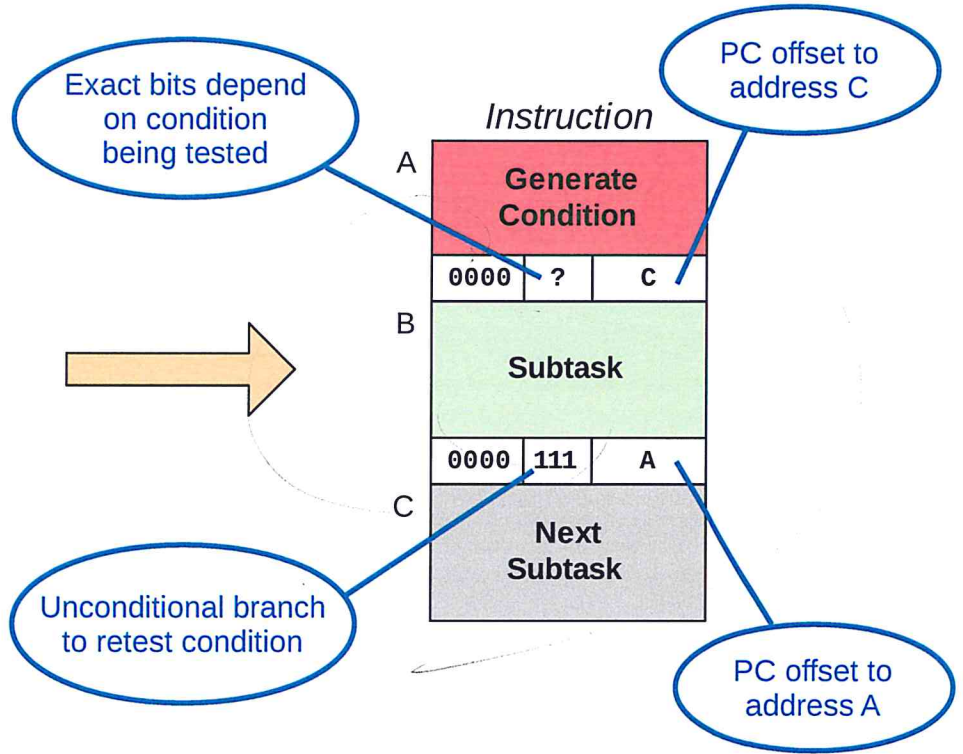 Exact bits depend
on condition
being tested
PC offset to
address C
Instruction
A
Generate
Condition
0000 ? C
B
Subtask
0000 111 A
C
Next
Subtask
Unconditional branch
to retest condition
PC offset to
address A